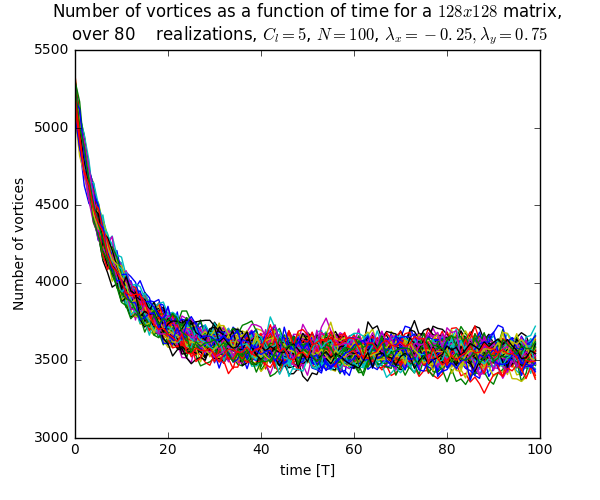 Number of vortices as a function of time for a 128x128 matrix,
over 80 realizations, C_l = 5, N = 100, λ_x = −0.25, λ_y = 0.75
5500
5000
4500
4000
3500
3000
Number of vortices
0 20 40 60 80 100
time [T]